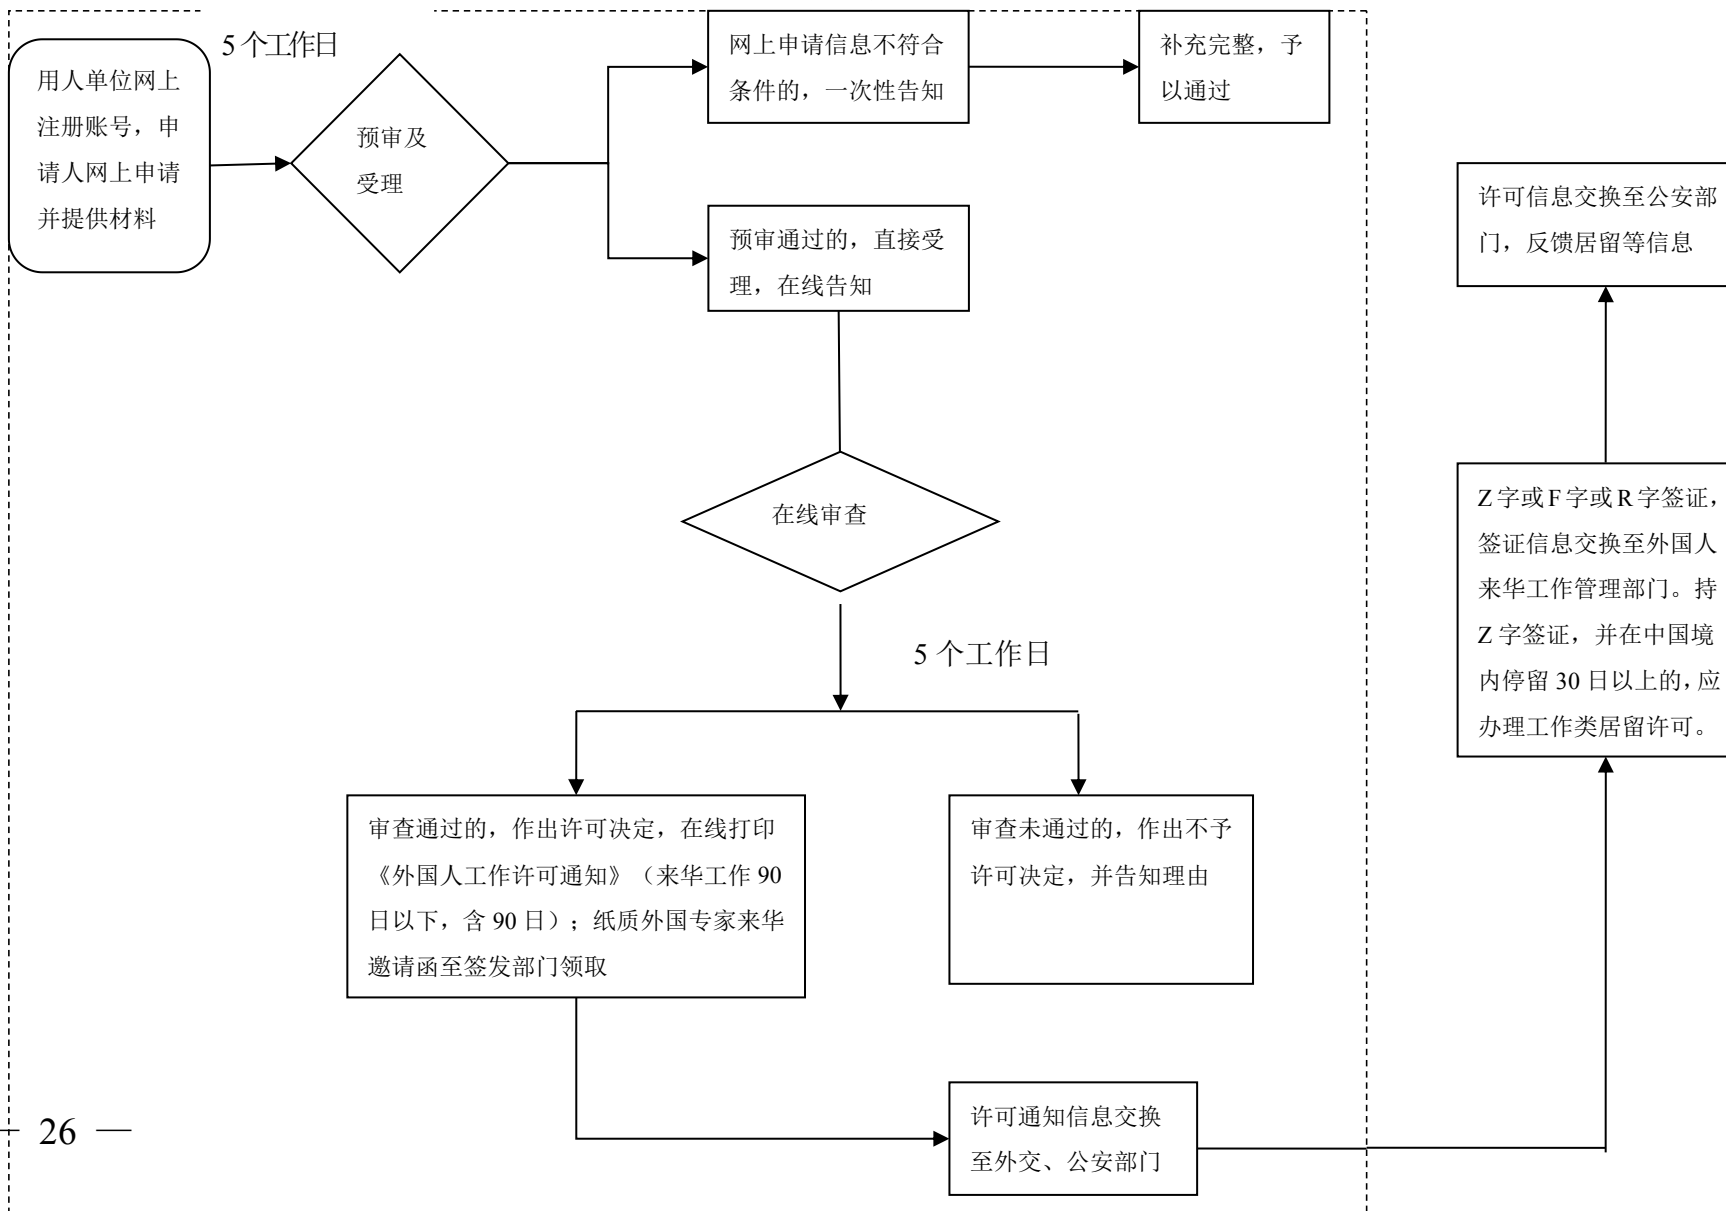 5 个工作日
用人单位网上
注册账号，申
请人网上申请
并提供材料
预审及
受理
网上申请信息不符合
条件的，一次性告知
补充完整，予
以通过
预审通过的，直接受
理，在线告知
许可信息交换至公安部
门，反馈居留等信息
在线审查
Z 字或 F 字或 R 字签证，
签证信息交换至外国人
来华工作管理部门。持
Z 字签证，并在中国境
内停留 30 日以上的，应
办理工作类居留许可。
5 个工作日
审查通过的，作出许可决定，在线打印
《外国人工作许可通知》（来华工作 90
日以下，含 90 日）；纸质外国专家来华
邀请函至签发部门领取
审查未通过的，作出不予
许可决定，并告知理由
许可通知信息交换
至外交、公安部门
— 26 —